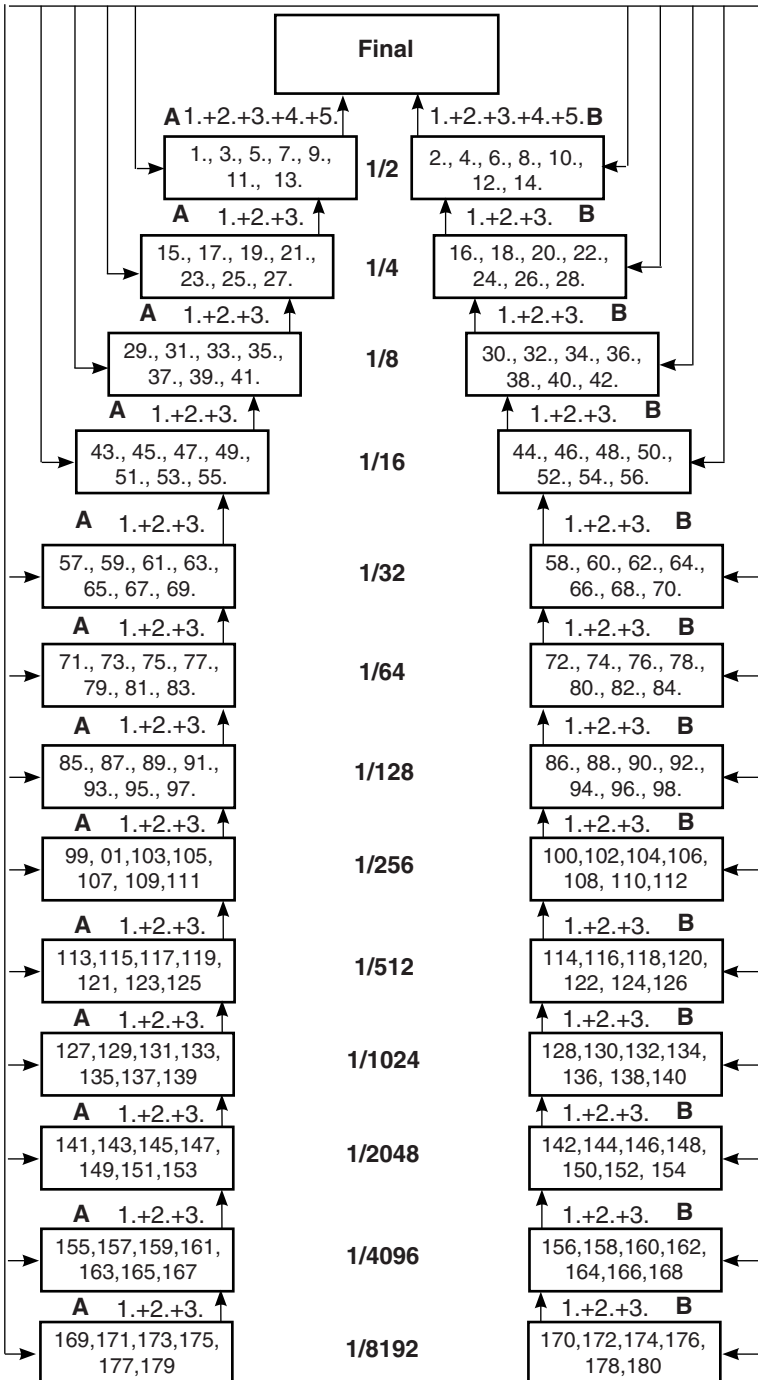 Final
A 1.+2.+3.+4.+5. 1.+2.+3.+4.+5. B
1., 3., 5., 7., 9.,
11., 13.
1/2
2., 4., 6., 8., 10.,
12., 14.
A 1.+2.+3. 1.+2.+3. B
15., 17., 19., 21.,
23., 25., 27.
1/4
16., 18., 20., 22.,
24., 26., 28.
A 1.+2.+3. 1.+2.+3. B
29., 31., 33., 35.,
37., 39., 41.
1/8
30., 32., 34., 36.,
38., 40., 42.
A 1.+2.+3. 1.+2.+3. B
43., 45., 47., 49.,
51., 53., 55.
1/16
44., 46., 48., 50.,
52., 54., 56.
A 1.+2.+3. 1.+2.+3. B
57., 59., 61., 63.,
65., 67., 69.
1/32
58., 60., 62., 64.,
66., 68., 70.
A 1.+2.+3. 1.+2.+3. B
71., 73., 75., 77.,
79., 81., 83.
1/64
72., 74., 76., 78.,
80., 82., 84.
A 1.+2.+3. 1.+2.+3. B
85., 87., 89., 91.,
93., 95., 97.
1/128
86., 88., 90., 92.,
94., 96., 98.
A 1.+2.+3. 1.+2.+3. B
99, 01,103,105,
107, 109,111
1/256
100,102,104,106,
108, 110,112
A 1.+2.+3. 1.+2.+3. B
113,115,117,119,
121, 123,125
1/512
114,116,118,120,
122, 124,126
A 1.+2.+3. 1.+2.+3. B
127,129,131,133,
135,137,139
1/1024
128,130,132,134,
136, 138,140
A 1.+2.+3. 1.+2.+3. B
141,143,145,147,
149,151,153
1/2048
142,144,146,148,
150,152, 154
A 1.+2.+3. 1.+2.+3. B
155,157,159,161,
163,165,167
1/4096
156,158,160,162,
164,166,168
A 1.+2.+3. 1.+2.+3. B
169,171,173,175,
177,179
1/8192
170,172,174,176,
178,180